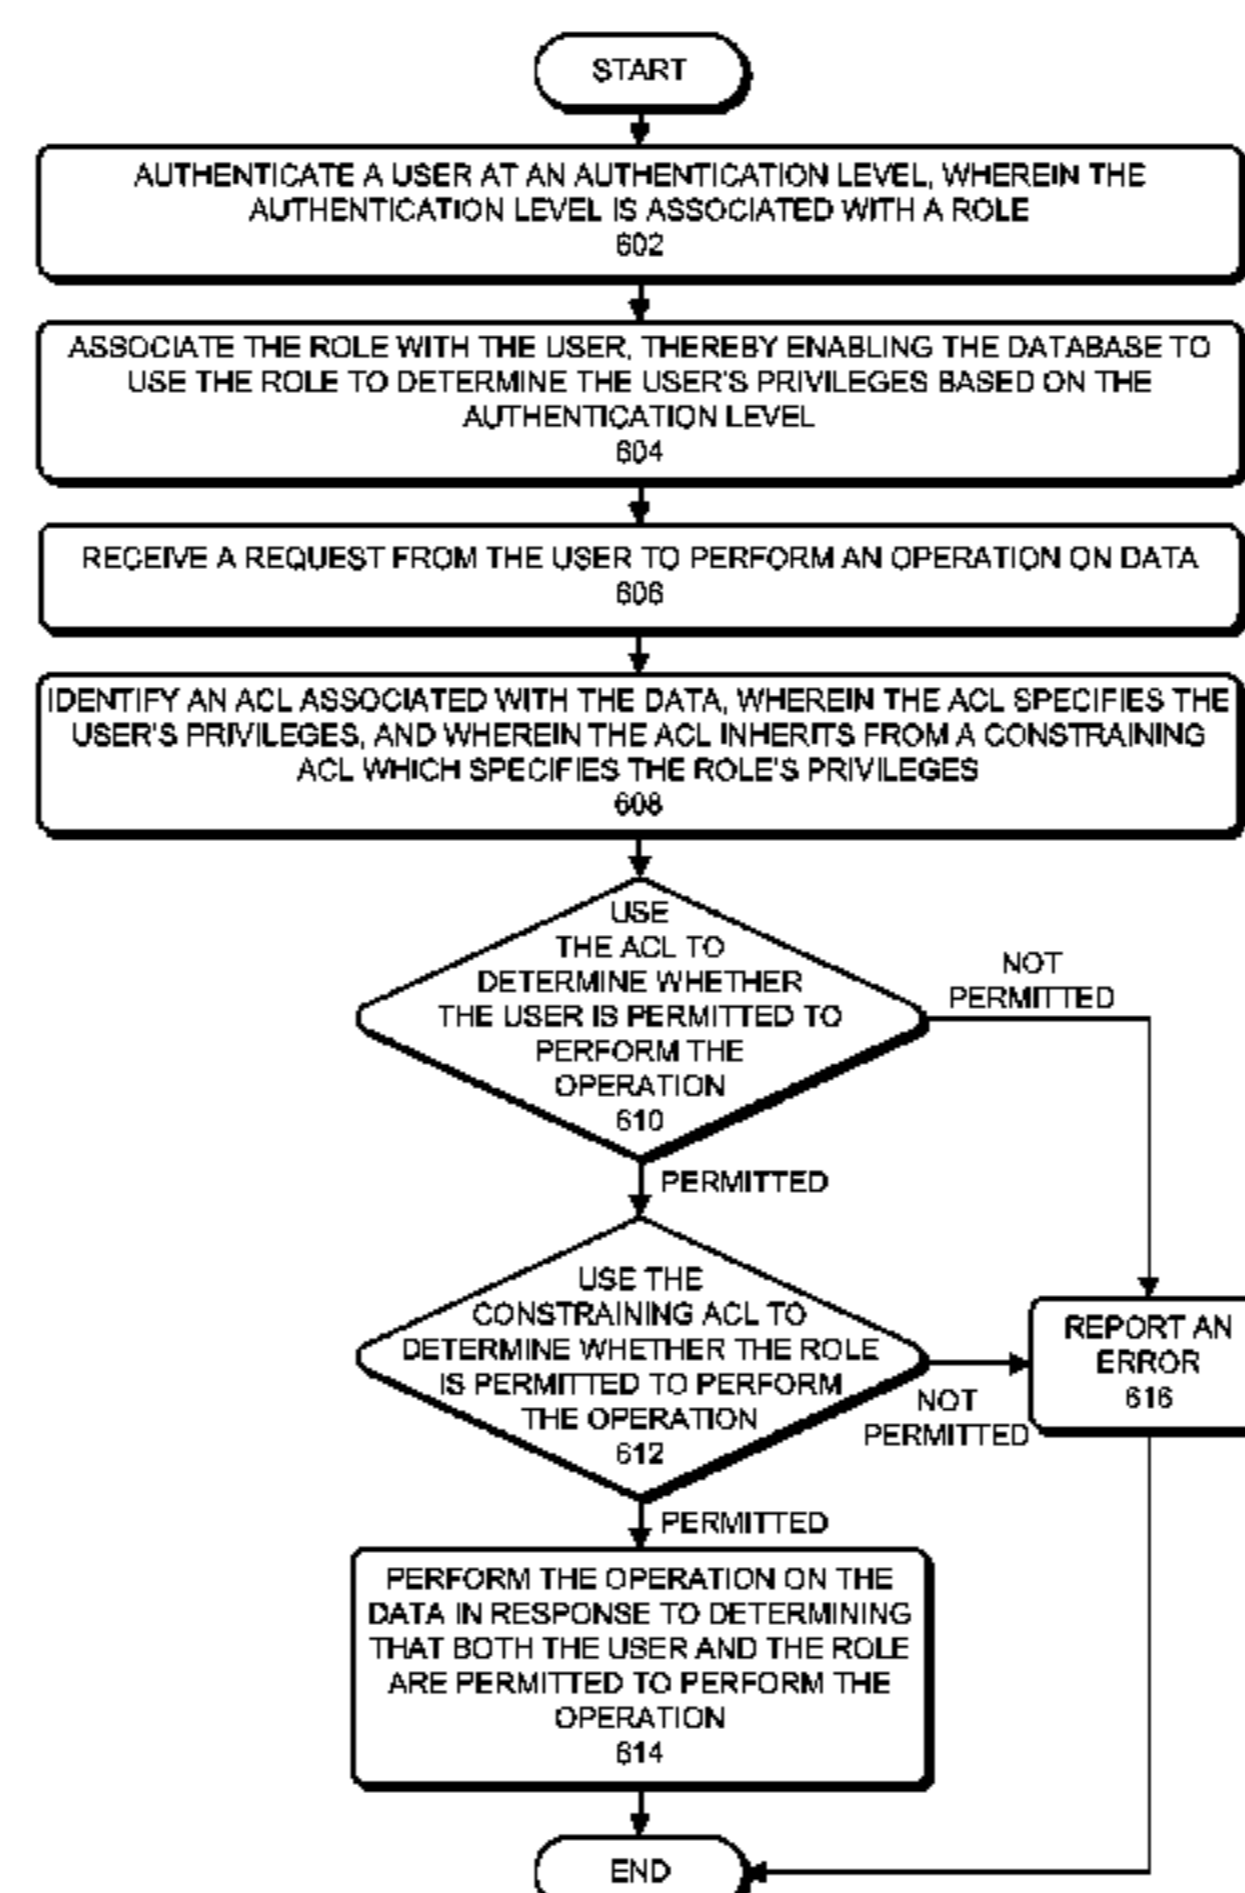 START
AUTHENTICATE A USER AT AN AUTHENTICATION LEVEL, WHEREIN THE
AUTHENTICATION LEVEL IS ASSOCIATED WITH A ROLE
602
ASSOCIATE THE ROLE WITH THE USER, THEREBY ENABLING THE DATABASE TO
USE THE ROLE TO DETERMINE THE USER'S PRIVILEGES BASED ON THE
AUTHENTICATION LEVEL
604
RECEIVE A REQUEST FROM THE USER TO PERFORM AN OPERATION ON DATA
606
IDENTIFY AN ACL ASSOCIATED WITH THE DATA, WHEREIN THE ACL SPECIFIES THE
USER'S PRIVILEGES, AND WHEREIN THE ACL INHERITS FROM A CONSTRAINING
ACL WHICH SPECIFIES THE ROLE'S PRIVILEGES
608
USE
THE ACL TO
DETERMINE WHETHER
THE USER IS PERMITTED TO
PERFORM THE
OPERATION
610
NOT
PERMITTED
PERMITTED
USE THE
CONSTRAINING ACL TO
DETERMINE WHETHER THE ROLE
IS PERMITTED TO PERFORM
THE OPERATION
612
NOT
PERMITTED
REPORT AN
ERROR
616
PERMITTED
PERFORM THE OPERATION ON THE
DATA IN RESPONSE TO DETERMINING
THAT BOTH THE USER AND THE ROLE
ARE PERMITTED TO PERFORM THE
OPERATION
614
END